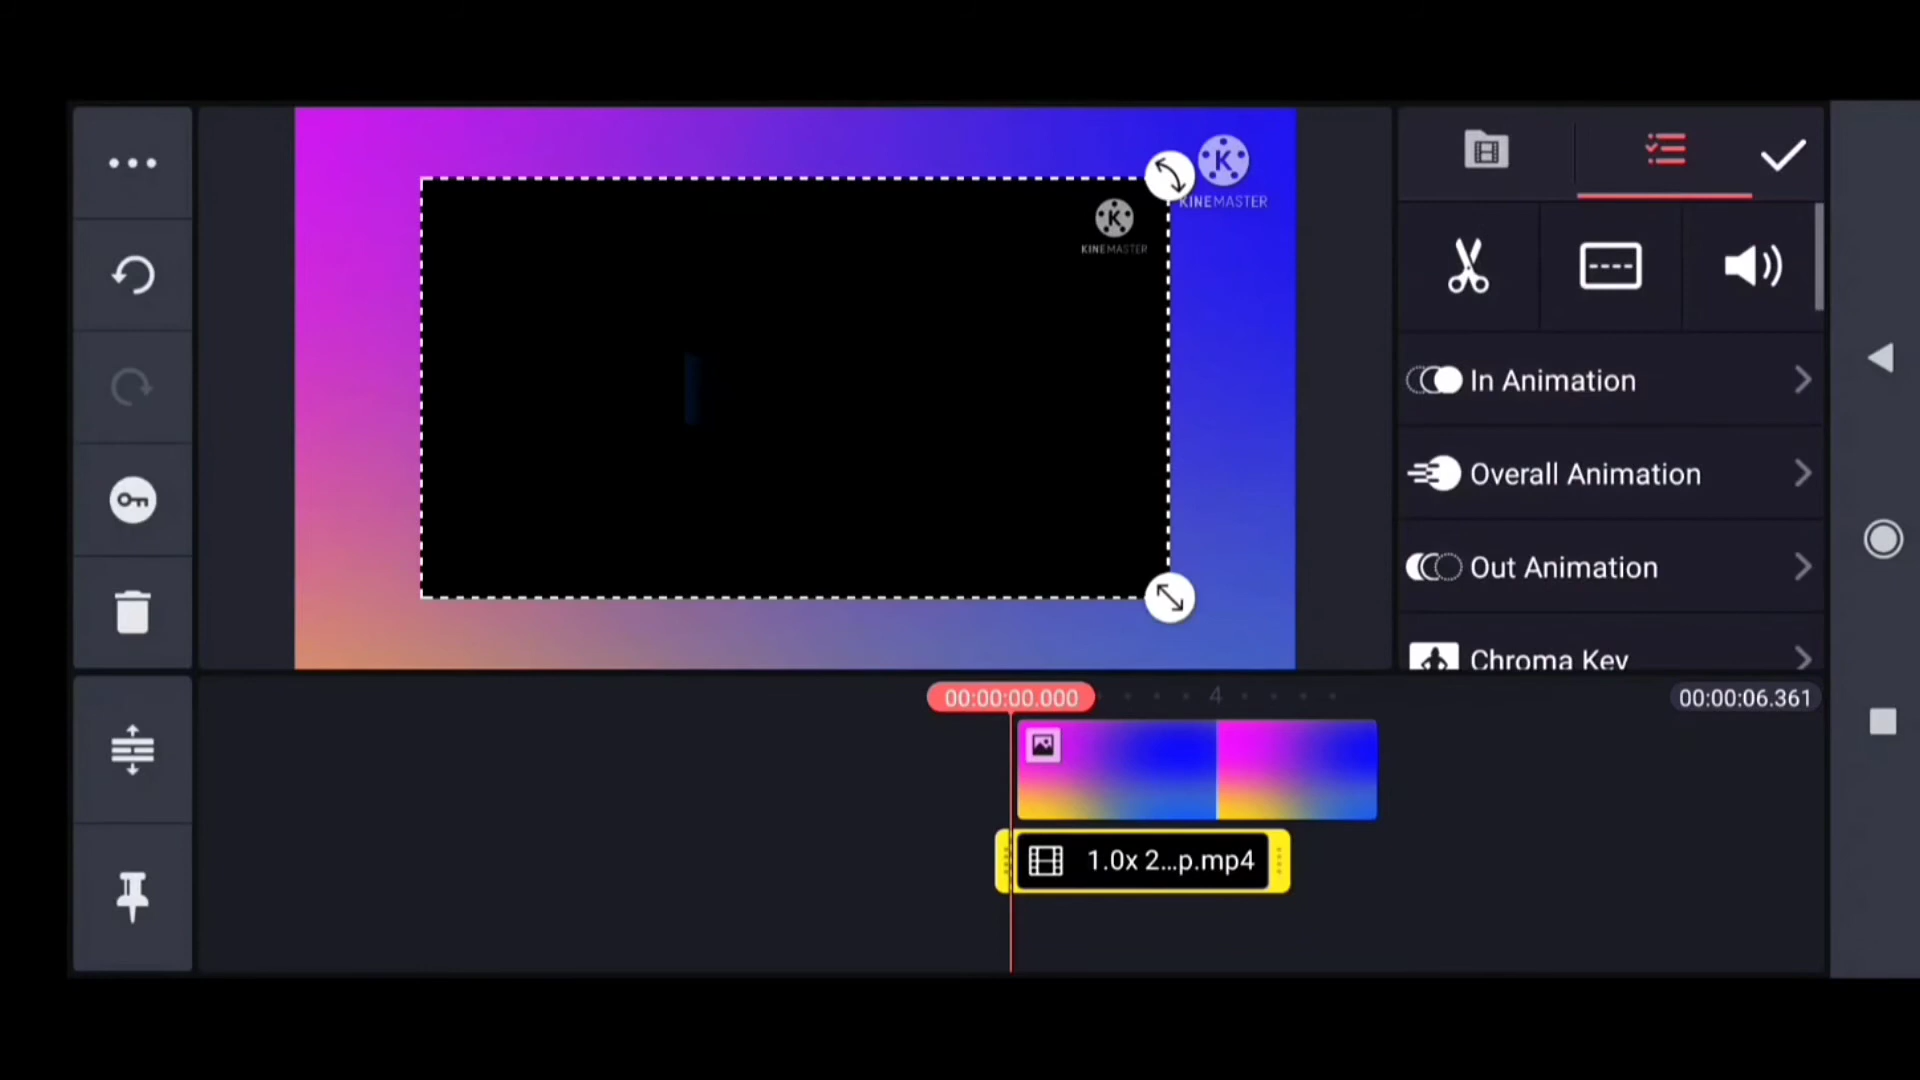 K
KINEMASTER
K
KINEMASTER
In Animation
Overall Animation
Out Animation
Chroma Key
00:00:00.000
4
00:00:06.361
1.0x 2...p.mp4